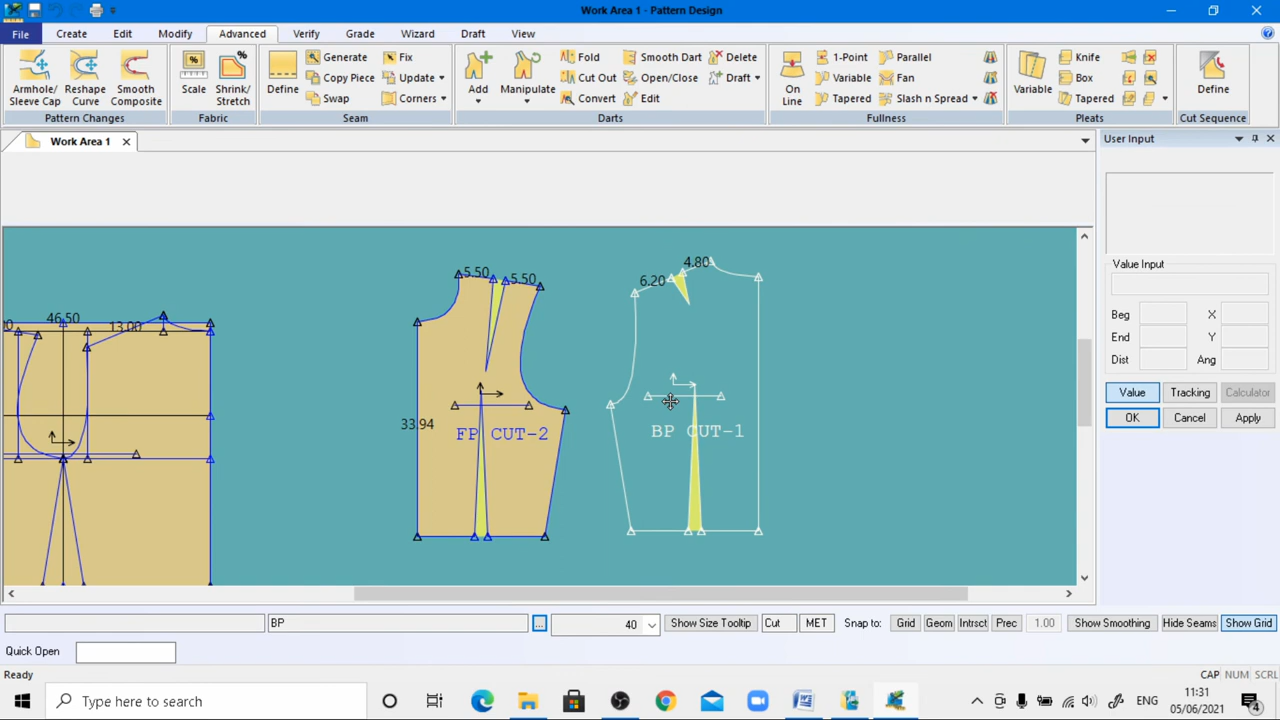 Work Area 1 - Pattern Design
File Create Edit Modify Advanced Verify Grade Wizard Draft View
Armhole/ Sleeve Cap
Reshape Curve
Smooth Composite
Pattern Changes
Scale
Shrink/ Stretch
Fabric
Define
Generate Fix
Copy Piece Update
Swap Corners
Seam
Add
Manipulate
Fold Smooth Dart Delete
Cut Out Open/Close Draft
Convert Edit
Darts
On Line
1-Point Parallel
Variable Fan
Tapered Slash n Spread
Fullness
Variable
Knife
Box
Tapered
Pleats
Define
Cut Sequence
Work Area 1
User Input
Value Input
Beg X
End Y
Dist Ang
Value Tracking Calculator
OK Cancel Apply
46.50
13.00
5.50
5.50
33.94
FP CUT-2
4.80
6.20
BP CUT-1
BP ... 40 Show Size Tooltip Cut MET Snap to: Grid Geom Intrsct Prec 1.00 Show Smoothing Hide Seams Show Grid
Quick Open
Ready CAP NUM SCRL
Type here to search
ENG
11:31
05/06/2021
4